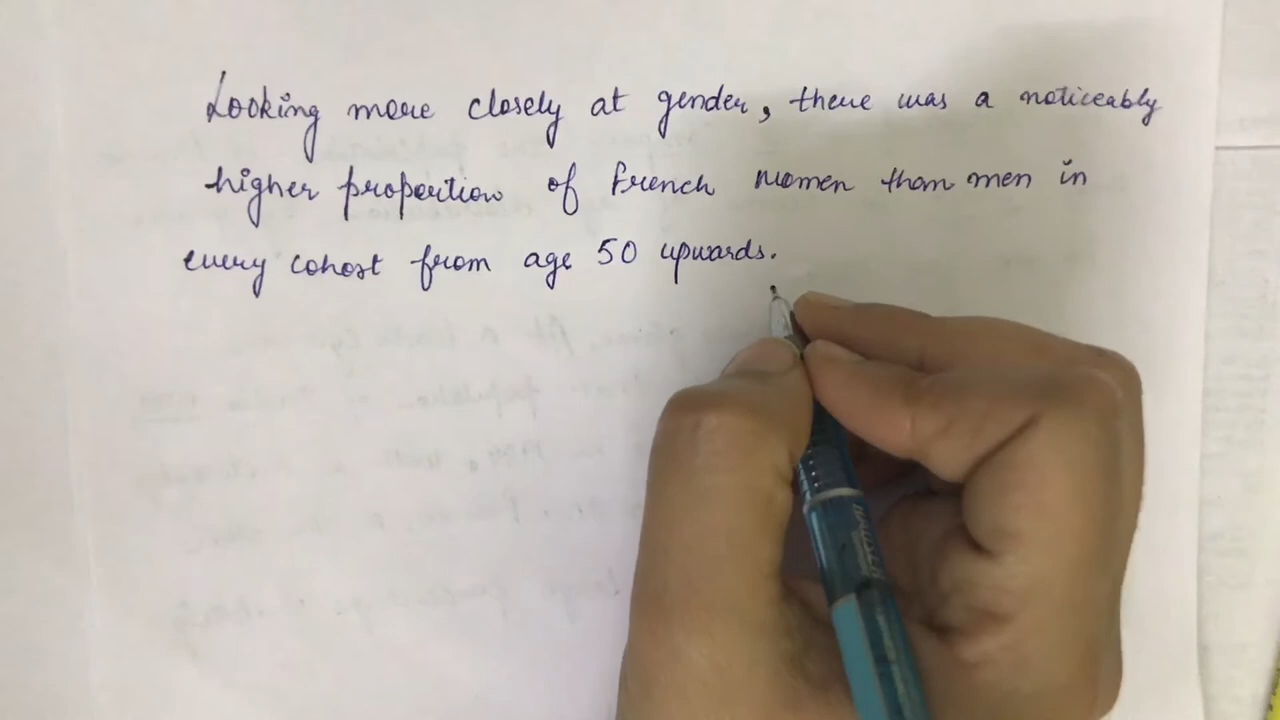 Looking more closely at gender, there was a noticeably
higher proportion of French women than men in
every cohort from age 50 upwards.
HAUSER